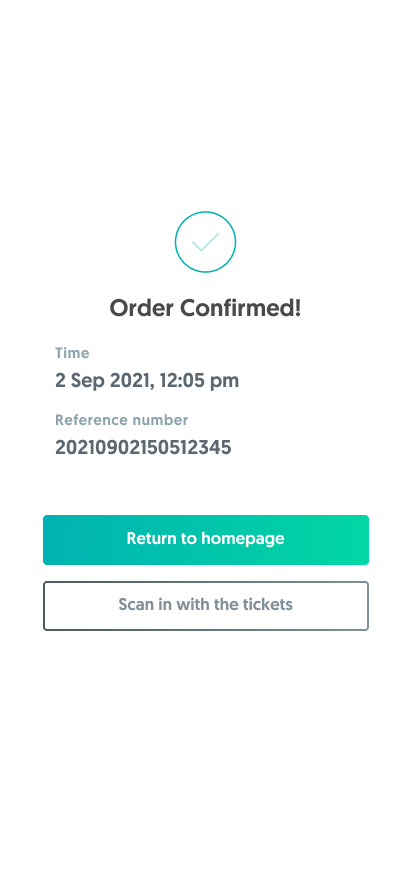 Order Confirmed!
Time
2 Sep 2021, 12:05 pm
Reference number
20210902150512345
Return to homepage
Scan in with the tickets